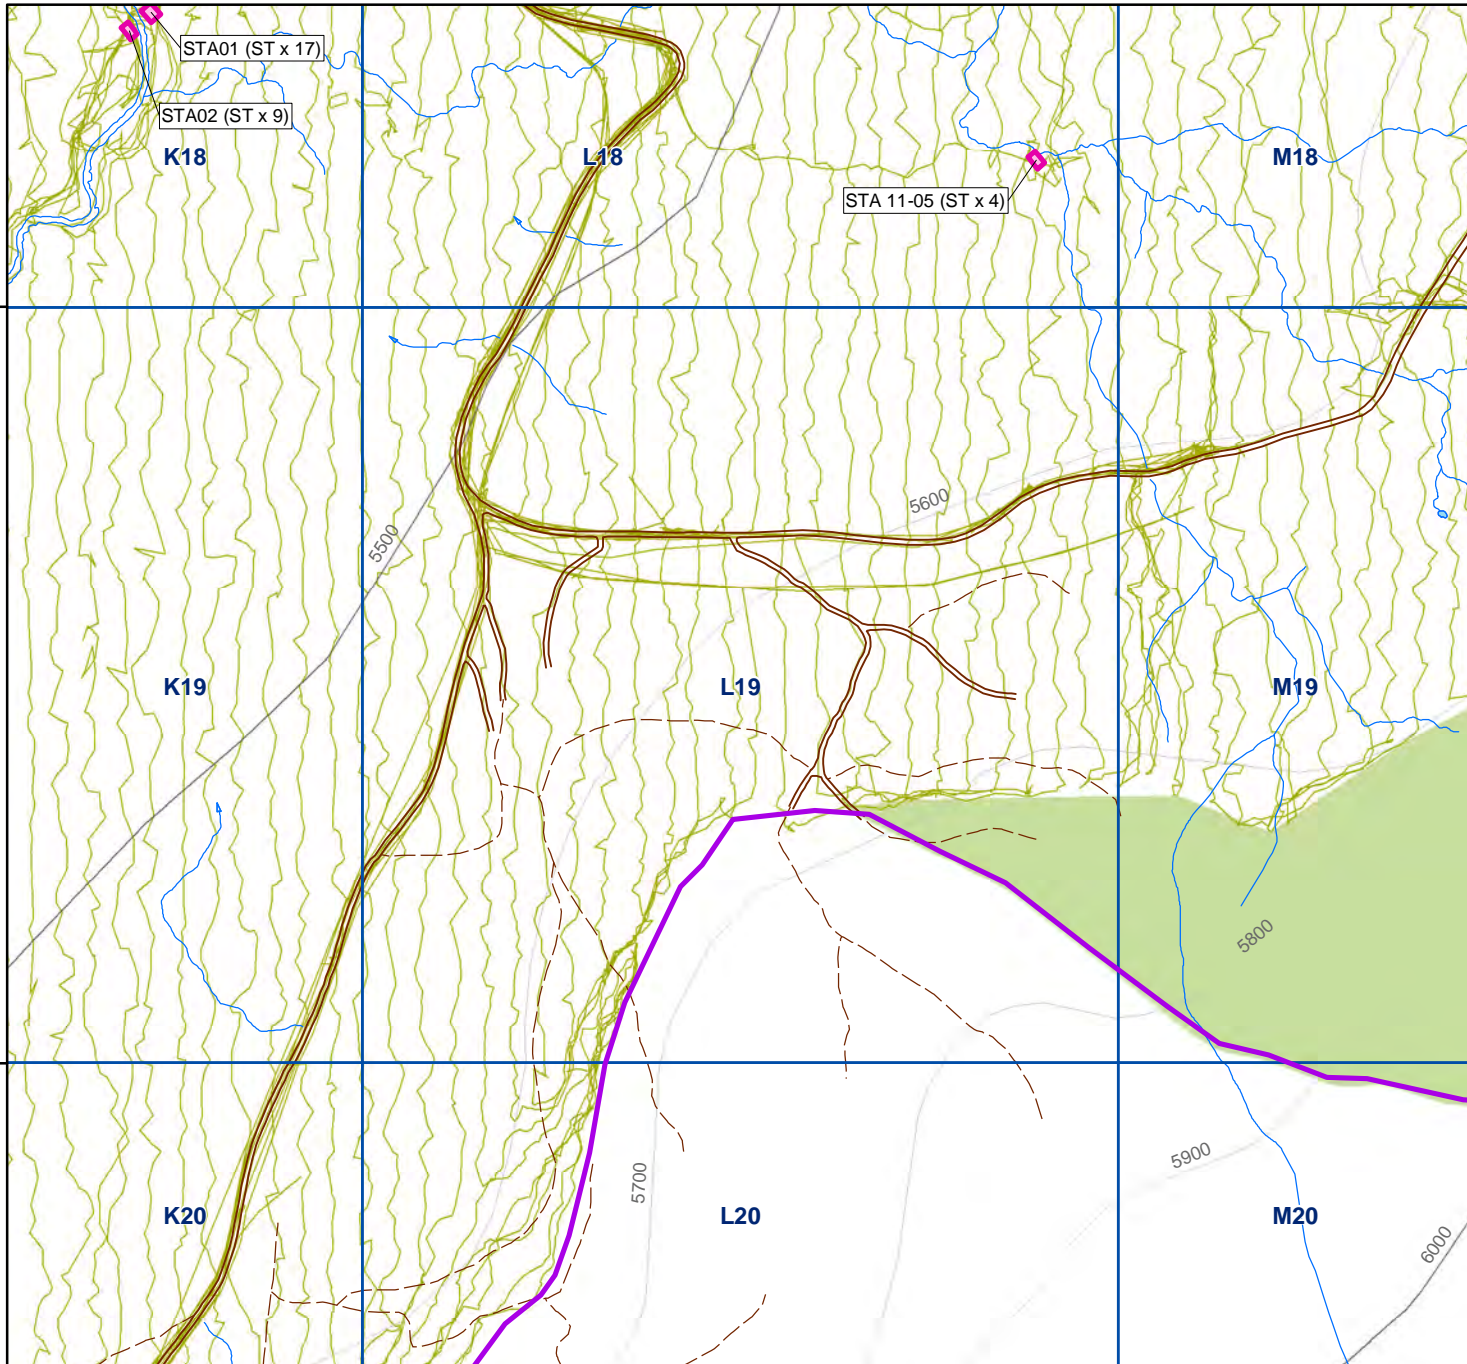 STA01 (ST x 17)
STA02 (ST x 9)
K18
L18
M18
STA 11-05 (ST x 4)
5600
5500
K19
L19
M19
5800
5900
5700
K20
L20
M20
6000